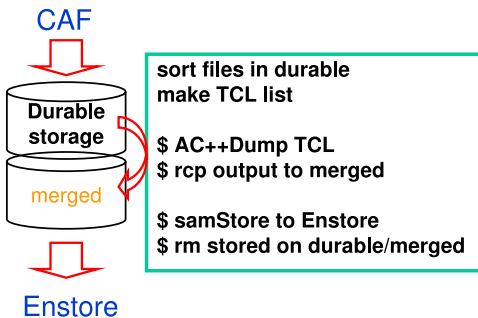 CAF
Durable
storage
merged
Enstore
sort files in durable
make TCL list
$ AC++Dump TCL
$ rcp output to merged
$ samStore to Enstore
$ rm stored on durable/merged